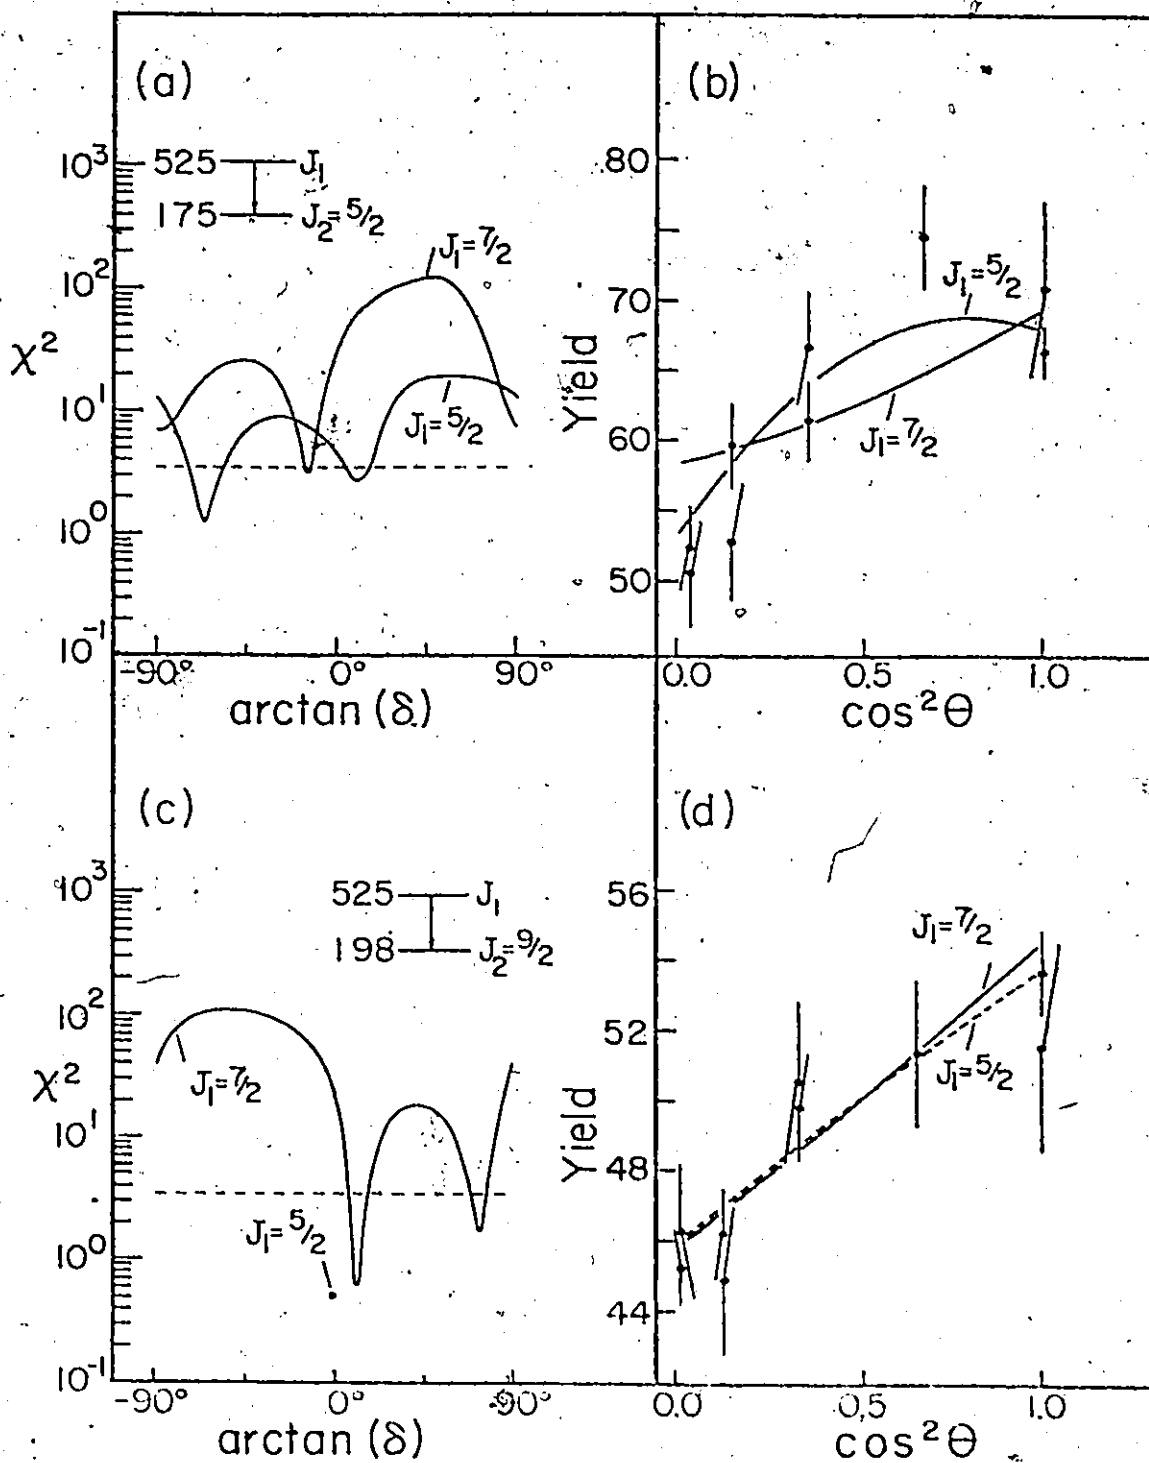 (a)
10³
525 J₁
175 J₂=5/2
J₁=7/2
10²
χ²
10¹
J₁=5/2
10⁰
10⁻¹
-90° 0° 90°
arctan (δ)
(b)
80
70
J₁=5/2
Yield
60
J₁=7/2
50
0.0 0.5 1.0
cos²θ
(c)
10³
525 J₁
198 J₂=9/2
10²
χ²
J₁=7/2
10¹
J₁=5/2
10⁰
10⁻¹
-90° 0° 90°
arctan (δ)
(d)
56
J₁=7/2
52
J₁=5/2
Yield
48
44
0.0 0.5 1.0
cos²θ